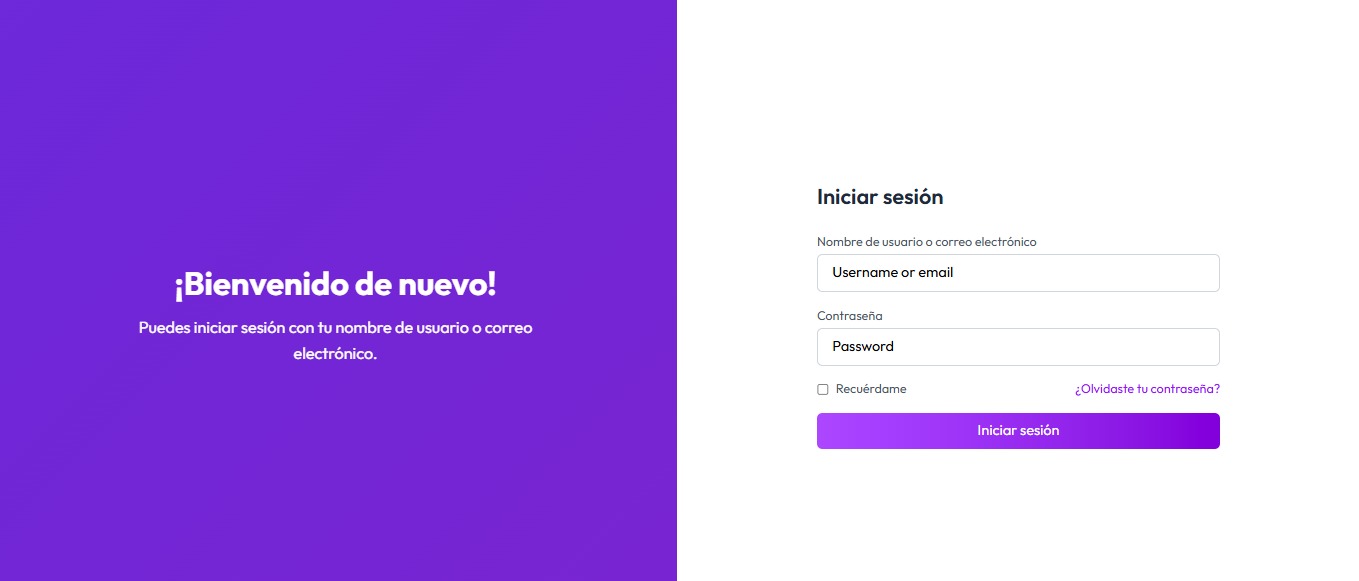 ¡Bienvenido de nuevo!
Puedes iniciar sesión con tu nombre de usuario o correo
electrónico.
Iniciar sesión
Nombre de usuario o correo electrónico
Username or email
Contraseña
Password
Recuérdame
¿Olvidaste tu contraseña?
Iniciar sesión